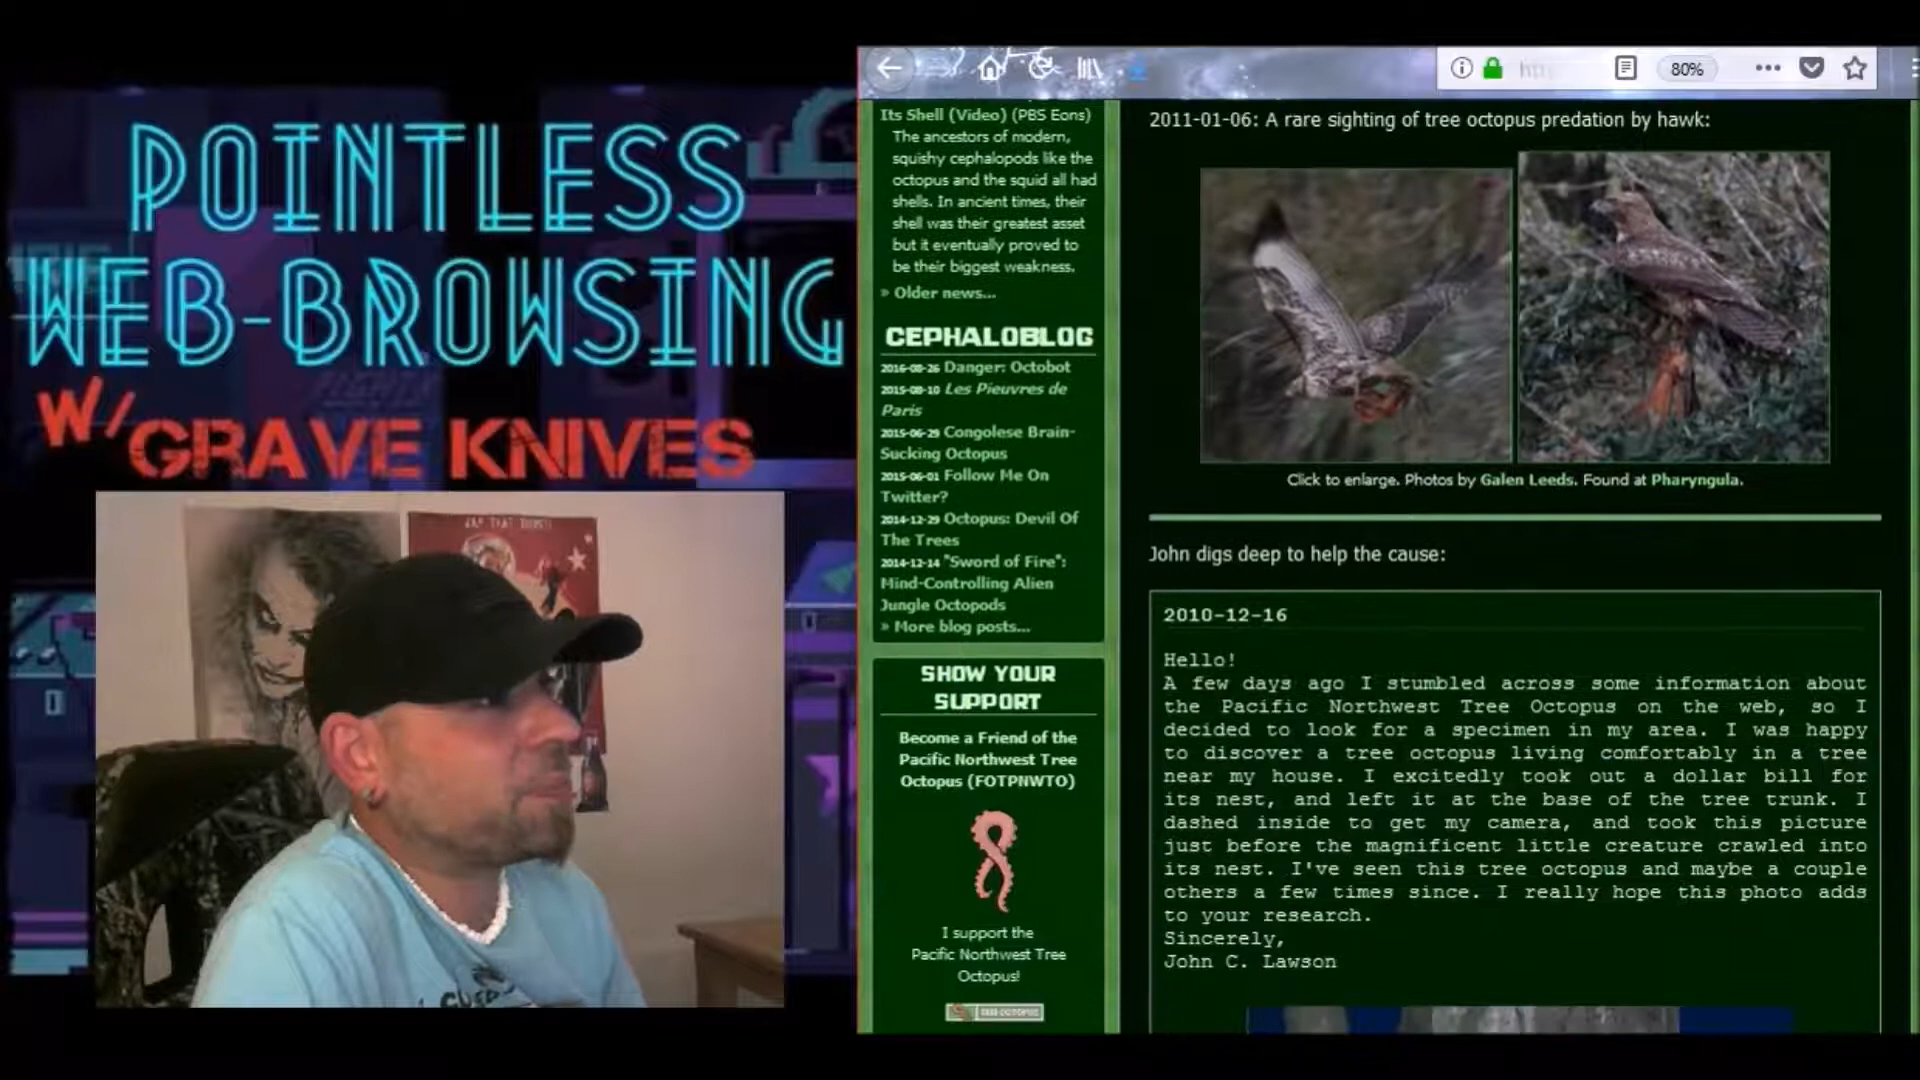 POINTLESS
WEB-BROWSING
W/ GRAVE KNIVES
80%
Its Shell (Video) (PBS Eons)
The ancestors of modern,
squishy cephalopods like the
octopus and the squid all had
shells. In ancient times, their
shell was their greatest asset
but it eventually proved to
be their biggest weakness.
» Older news...
CEPHALOBLOG
2016-08-26 Danger: Octobot
2015-08-10 Les Pieuvres de
Paris
2015-06-29 Congolese Brain-
Sucking Octopus
2015-06-01 Follow Me On
Twitter?
2014-12-29 Octopus: Devil Of
The Trees
2014-12-14 "Sword of Fire":
Mind-Controlling Alien
Jungle Octopods
» More blog posts...
SHOW YOUR
SUPPORT
Become a Friend of the
Pacific Northwest Tree
Octopus (FOTPNWTO)
I support the
Pacific Northwest Tree
Octopus!
2011-01-06: A rare sighting of tree octopus predation by hawk:
Click to enlarge. Photos by Galen Leeds. Found at Pharyngula.
John digs deep to help the cause:
2010-12-16
Hello!
A few days ago I stumbled across some information about
the Pacific Northwest Tree Octopus on the web, so I
decided to look for a specimen in my area. I was happy
to discover a tree octopus living comfortably in a tree
near my house. I excitedly took out a dollar bill for
its nest, and left it at the base of the tree trunk. I
dashed inside to get my camera, and took this picture
just before the magnificent little creature crawled into
its nest. I've seen this tree octopus and maybe a couple
others a few times since. I really hope this photo adds
to your research.
Sincerely,
John C. Lawson